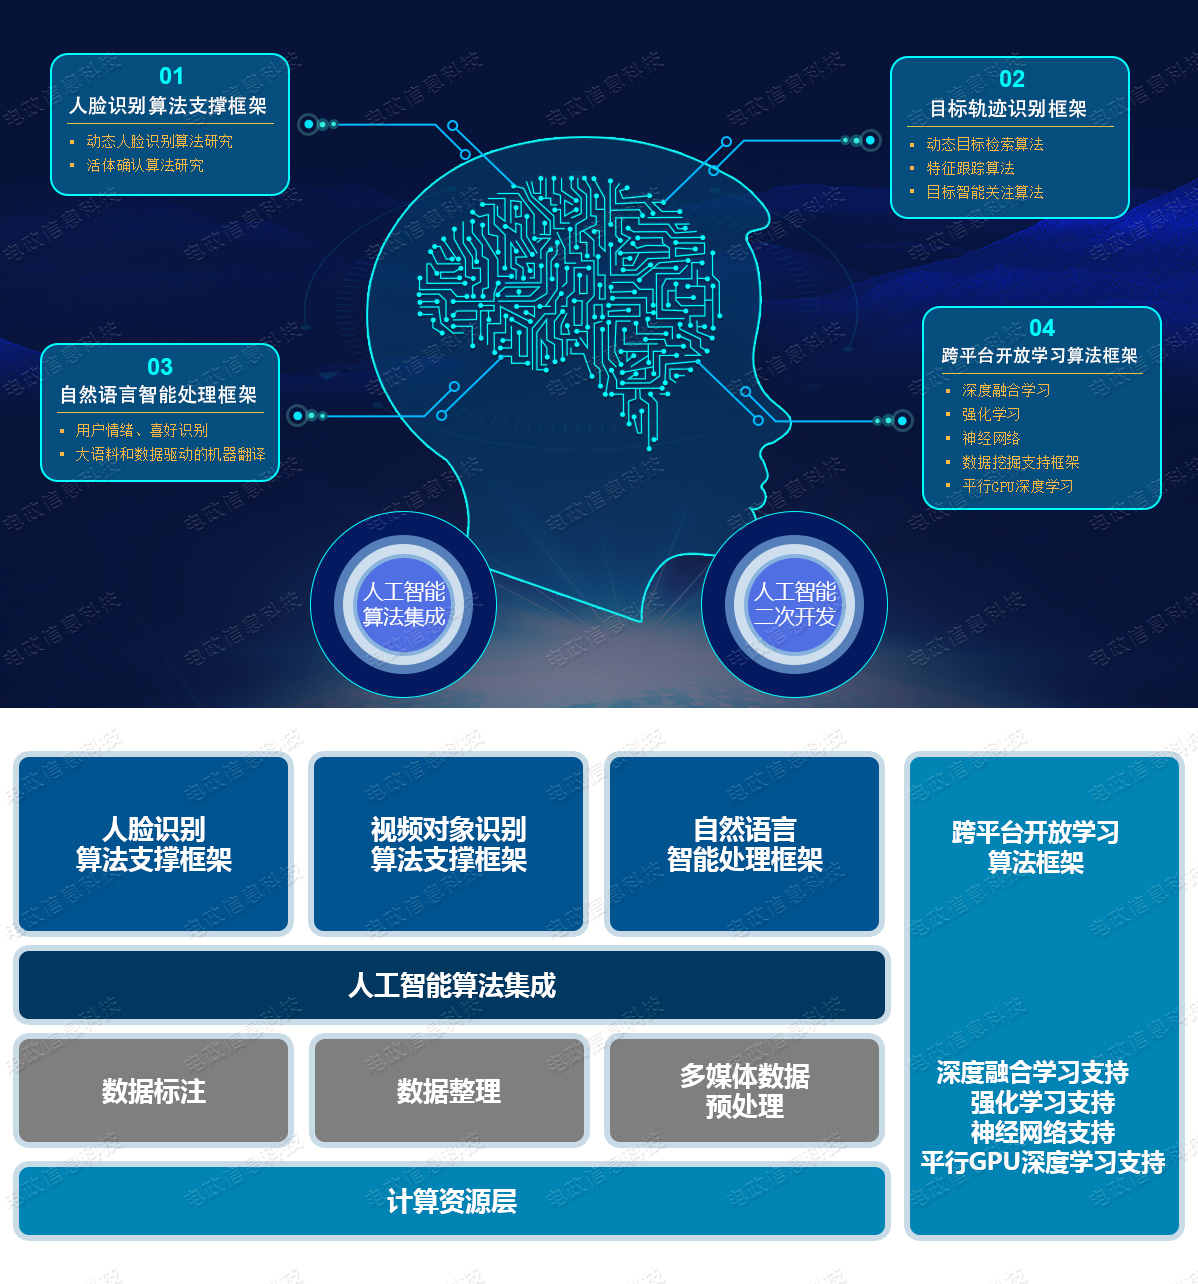 01
人脸识别算法支撑框架
动态人脸识别算法研究
活体确认算法研究
02
目标轨迹识别框架
动态目标检索算法
特征跟踪算法
目标智能关注算法
03
自然语言智能处理框架
用户情绪、喜好识别
大语料和数据驱动的机器翻译
04
跨平台开放学习算法框架
深度融合学习
强化学习
神经网络
数据挖掘支持框架
平行GPU深度学习
人工智能
算法集成
人工智能
二次开发
人脸识别
算法支撑框架
视频对象识别
算法支撑框架
自然语言
智能处理框架
跨平台开放学习
算法框架
人工智能算法集成
数据标注
数据整理
多媒体数据
预处理
深度融合学习支持
强化学习支持
神经网络支持
平行GPU深度学习支持
计算资源层
电政信息科技